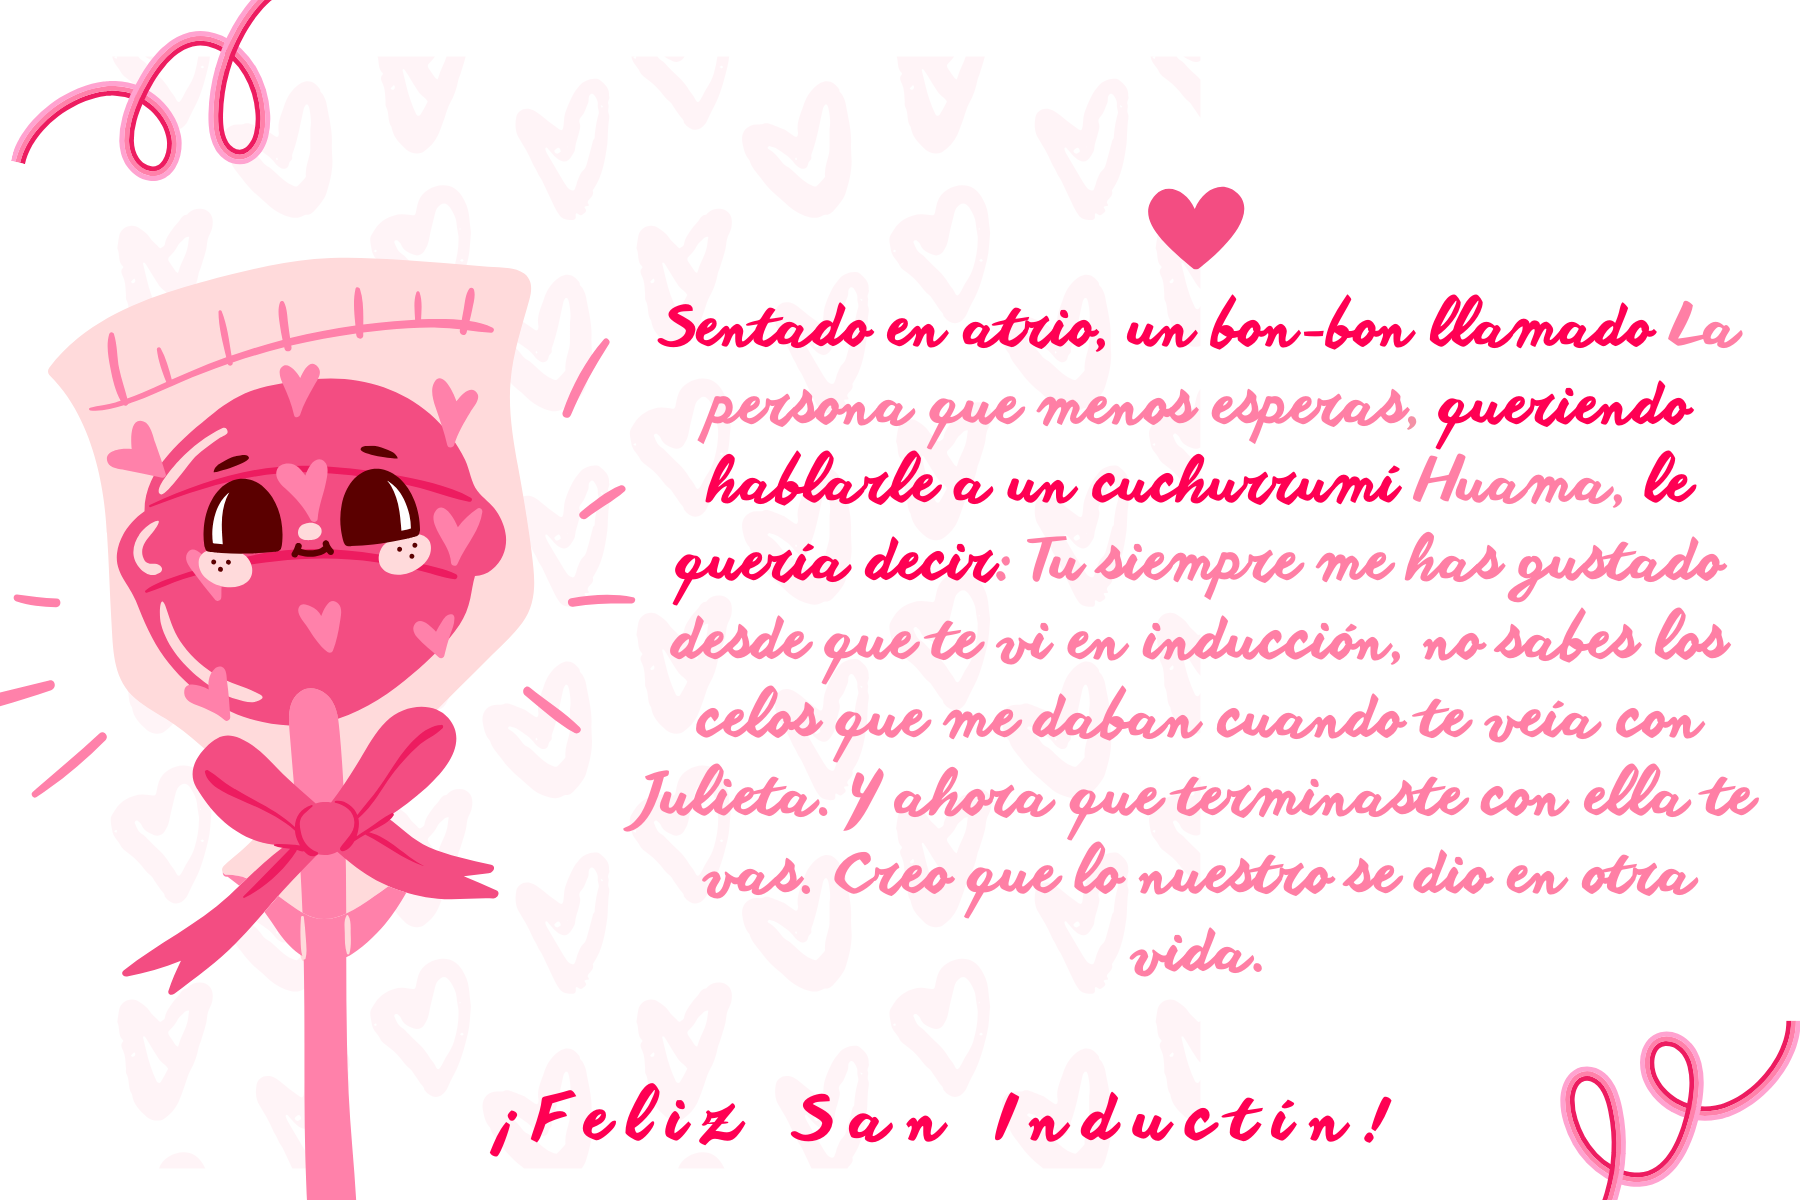 Sentado en atrio, un bon-bon llamado La
persona que menos esperas, queriendo
hablarle a un cuchurrumí Huama, le
quería decir: Tu siempre me has gustado
desde que te vi en inducción, no sabes los
celos que me daban cuando te veía con
Julieta. Y ahora que terminaste con ella te
vas. Creo que lo nuestro se dio en otra
vida.
¡Feliz San Inductín!